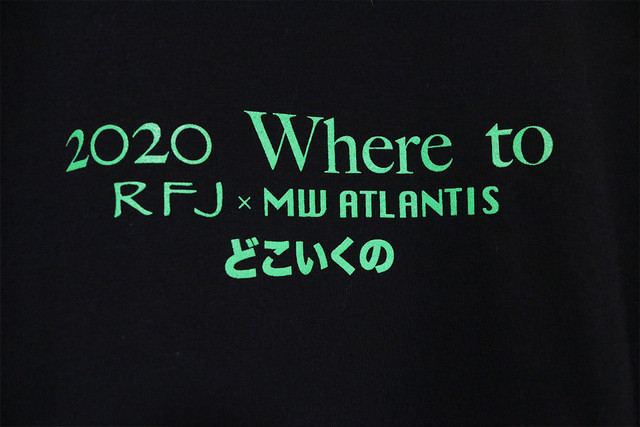 2020 Where to
RFJ × MW ATLANTIS
どこいくの